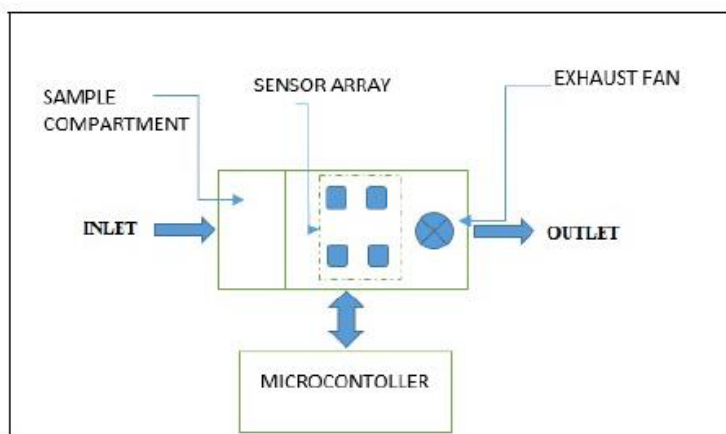 SAMPLE
COMPARTMENT
SENSOR ARRAY
EXHAUST FAN
INLET
OUTLET
MICROCONTOLLER